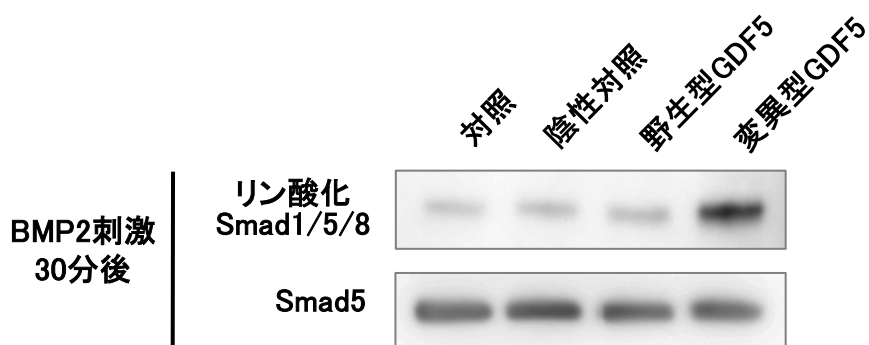 対照
陰性対照
野生型GDF5
変異型GDF5
BMP2刺激
30分後
リン酸化
Smad1/5/8
Smad5